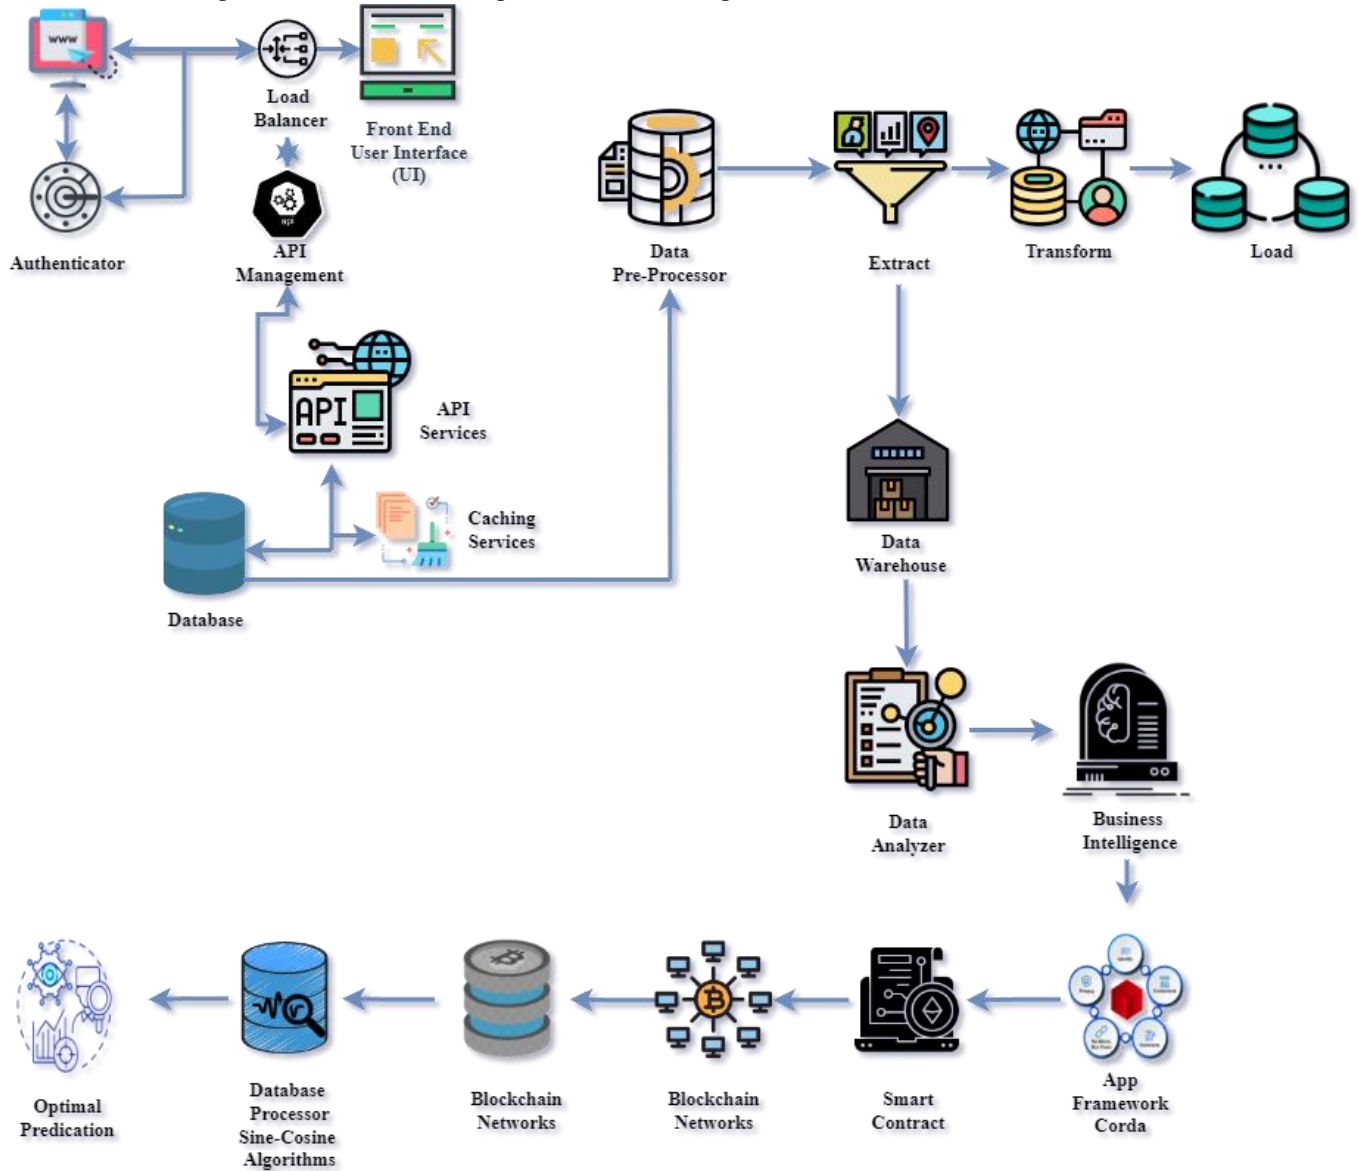 www
Load
Balancer
Front End
User Interface
(UI)
Authenticator
api
API
Management
Data
Pre-Processor
Extract
Transform
Load
API
API
Services
Caching
Services
Database
Data
Warehouse
Data
Analyzer
Business
Intelligence
Optimal
Predication
Database
Processor
Sine-Cosine
Algorithms
Blockchain
Networks
Blockchain
Networks
Smart
Contract
App
Framework
Corda